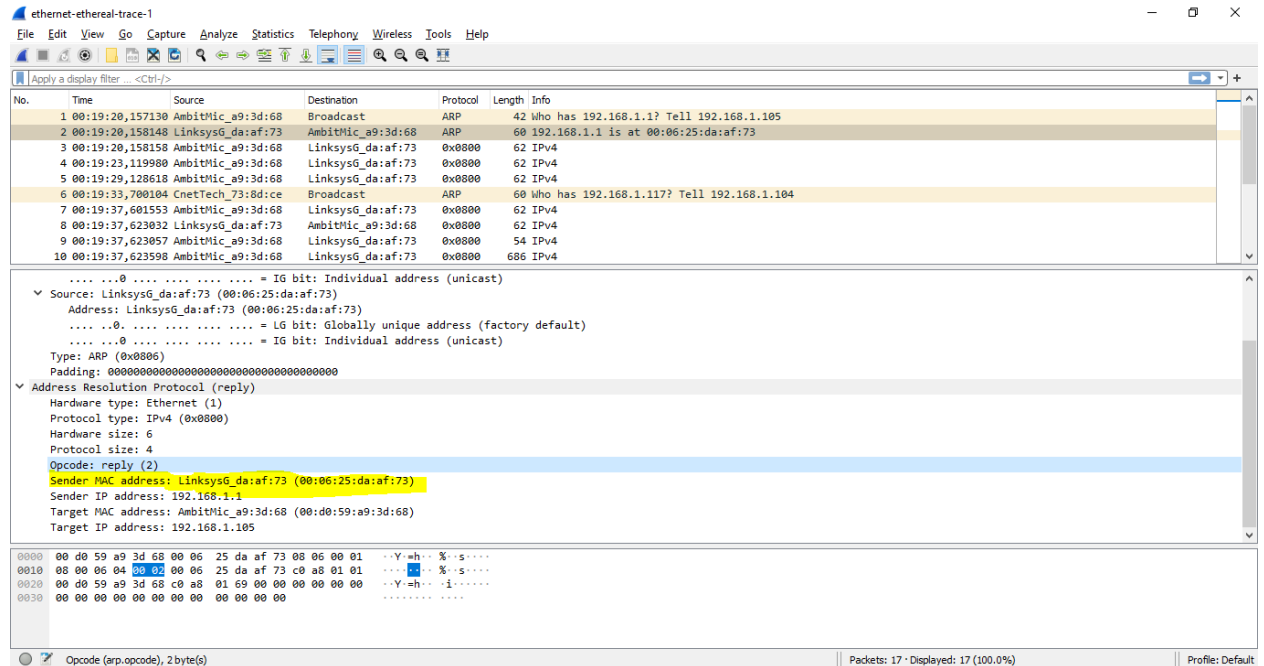 ethernet-ethereal-trace-1
File Edit View Go Capture Analyze Statistics Telephony Wireless Tools Help
Apply a display filter ... <Ctrl-/>
No. Time Source Destination Protocol Length Info
1 00:19:20,157130 AmbitMic_a9:3d:68 Broadcast ARP 42 Who has 192.168.1.1? Tell 192.168.1.105
2 00:19:20,158148 LinksysG_da:af:73 AmbitMic_a9:3d:68 ARP 60 192.168.1.1 is at 00:06:25:da:af:73
3 00:19:20,158158 AmbitMic_a9:3d:68 LinksysG_da:af:73 0x0800 62 IPv4
4 00:19:23,119980 AmbitMic_a9:3d:68 LinksysG_da:af:73 0x0800 62 IPv4
5 00:19:29,128618 AmbitMic_a9:3d:68 LinksysG_da:af:73 0x0800 62 IPv4
6 00:19:33,700104 CnetTech_73:8d:ce Broadcast ARP 60 Who has 192.168.1.117? Tell 192.168.1.104
7 00:19:37,601553 AmbitMic_a9:3d:68 LinksysG_da:af:73 0x0800 62 IPv4
8 00:19:37,623032 LinksysG_da:af:73 AmbitMic_a9:3d:68 0x0800 62 IPv4
9 00:19:37,623057 AmbitMic_a9:3d:68 LinksysG_da:af:73 0x0800 54 IPv4
10 00:19:37,623598 AmbitMic_a9:3d:68 LinksysG_da:af:73 0x0800 686 IPv4
.... ...0 .... .... .... .... = IG bit: Individual address (unicast)
Source: LinksysG_da:af:73 (00:06:25:da:af:73)
Address: LinksysG_da:af:73 (00:06:25:da:af:73)
.... ..0. .... .... .... .... = LG bit: Globally unique address (factory default)
.... ...0 .... .... .... .... = IG bit: Individual address (unicast)
Type: ARP (0x0806)
Padding: 000000000000000000000000000000000000
Address Resolution Protocol (reply)
Hardware type: Ethernet (1)
Protocol type: IPv4 (0x0800)
Hardware size: 6
Protocol size: 4
Opcode: reply (2)
Sender MAC address: LinksysG_da:af:73 (00:06:25:da:af:73)
Sender IP address: 192.168.1.1
Target MAC address: AmbitMic_a9:3d:68 (00:d0:59:a9:3d:68)
Target IP address: 192.168.1.105
0000 00 d0 59 a9 3d 68 00 06 25 da af 73 08 06 00 01 ··Y·=h·· %··s····
0010 08 00 06 04 00 02 00 06 25 da af 73 c0 a8 01 01 ········ %··s····
0020 00 d0 59 a9 3d 68 c0 a8 01 69 00 00 00 00 00 00 ··Y·=h·· ·i······
0030 00 00 00 00 00 00 00 00 00 00 00 00 ········ ····
Opcode (arp.opcode), 2 byte(s) Packets: 17 · Displayed: 17 (100.0%) Profile: Default